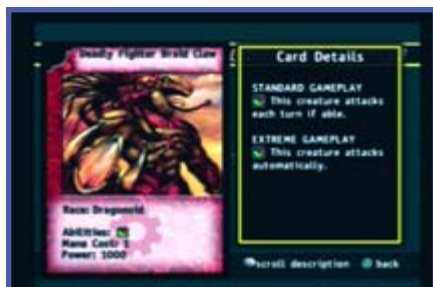 Deadly Fighter Braid Claw
Race: Dragonoid
Abilities:
Mana Cost: 1
Power: 1000
Card Details
STANDARD GAMEPLAY
This creature attacks
each turn if able.
EXTREME GAMEPLAY
This creature attacks
automatically.
scroll description
back